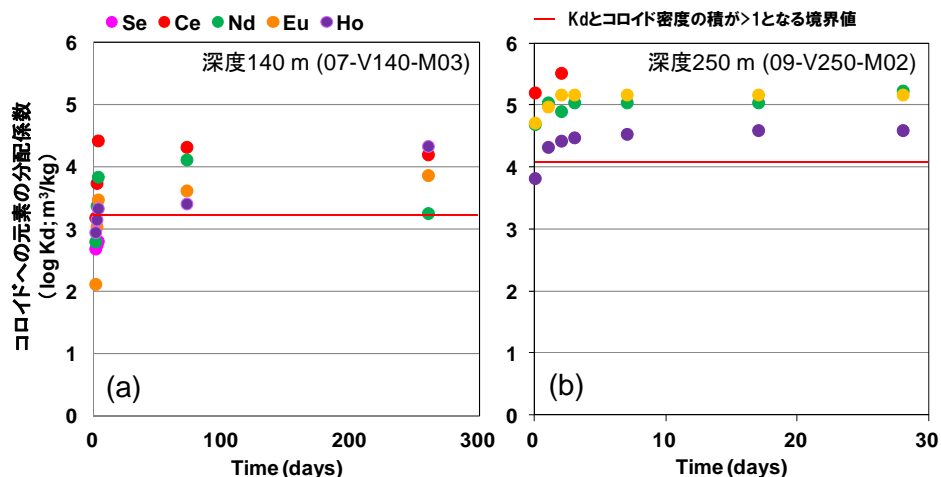 Se Ce Nd Eu Ho
Kdとコロイド密度の積が>1となる境界値
コロイドへの元素の分配係数
(log Kd; m³/kg)
6
5
4
3
2
1
0
深度140 m (07-V140-M03)
(a)
0 100 200 300
Time (days)
6
5
4
3
2
1
0
深度250 m (09-V250-M02)
(b)
0 10 20 30
Time (days)